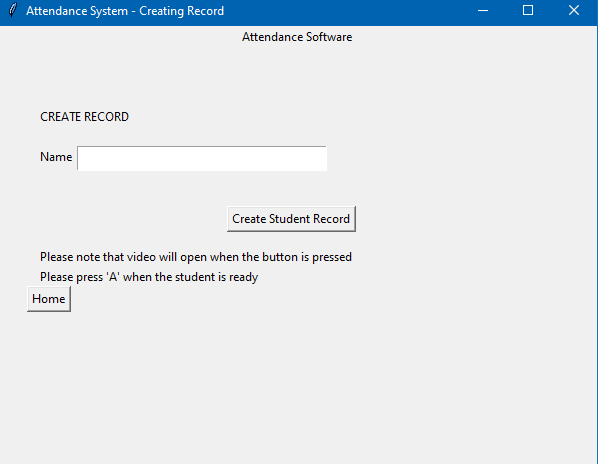 Attendance System - Creating Record
Attendance Software
CREATE RECORD
Name
Create Student Record
Please note that video will open when the button is pressed
Please press 'A' when the student is ready
Home